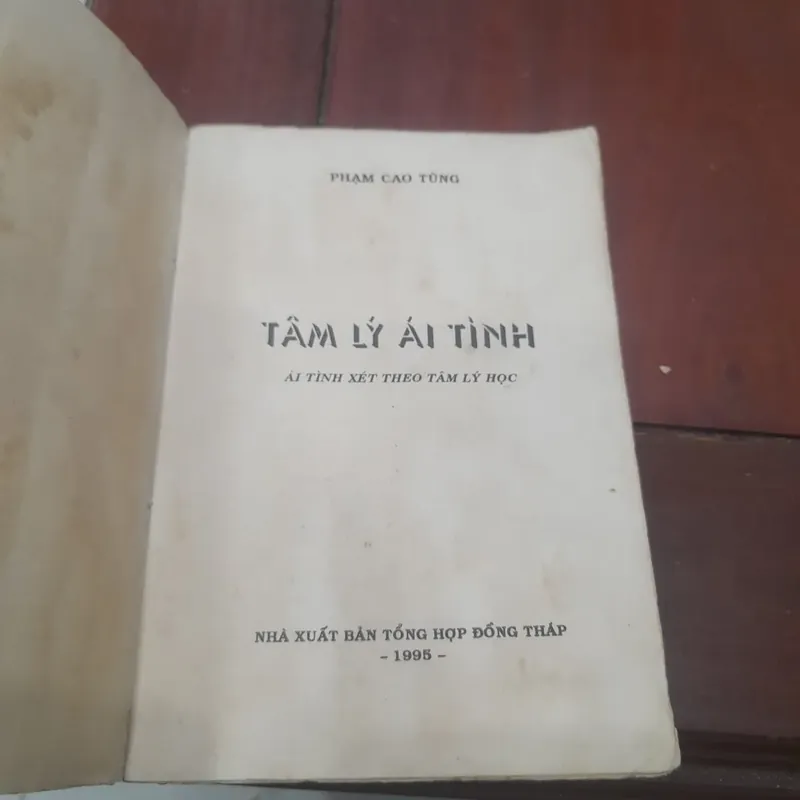 PHẠM CAO TÙNG
TÂM LÝ ÁI TÌNH
ÁI TÌNH XÉT THEO TÂM LÝ HỌC
NHÀ XUẤT BẢN TỔNG HỢP ĐỒNG THÁP
- 1995 -